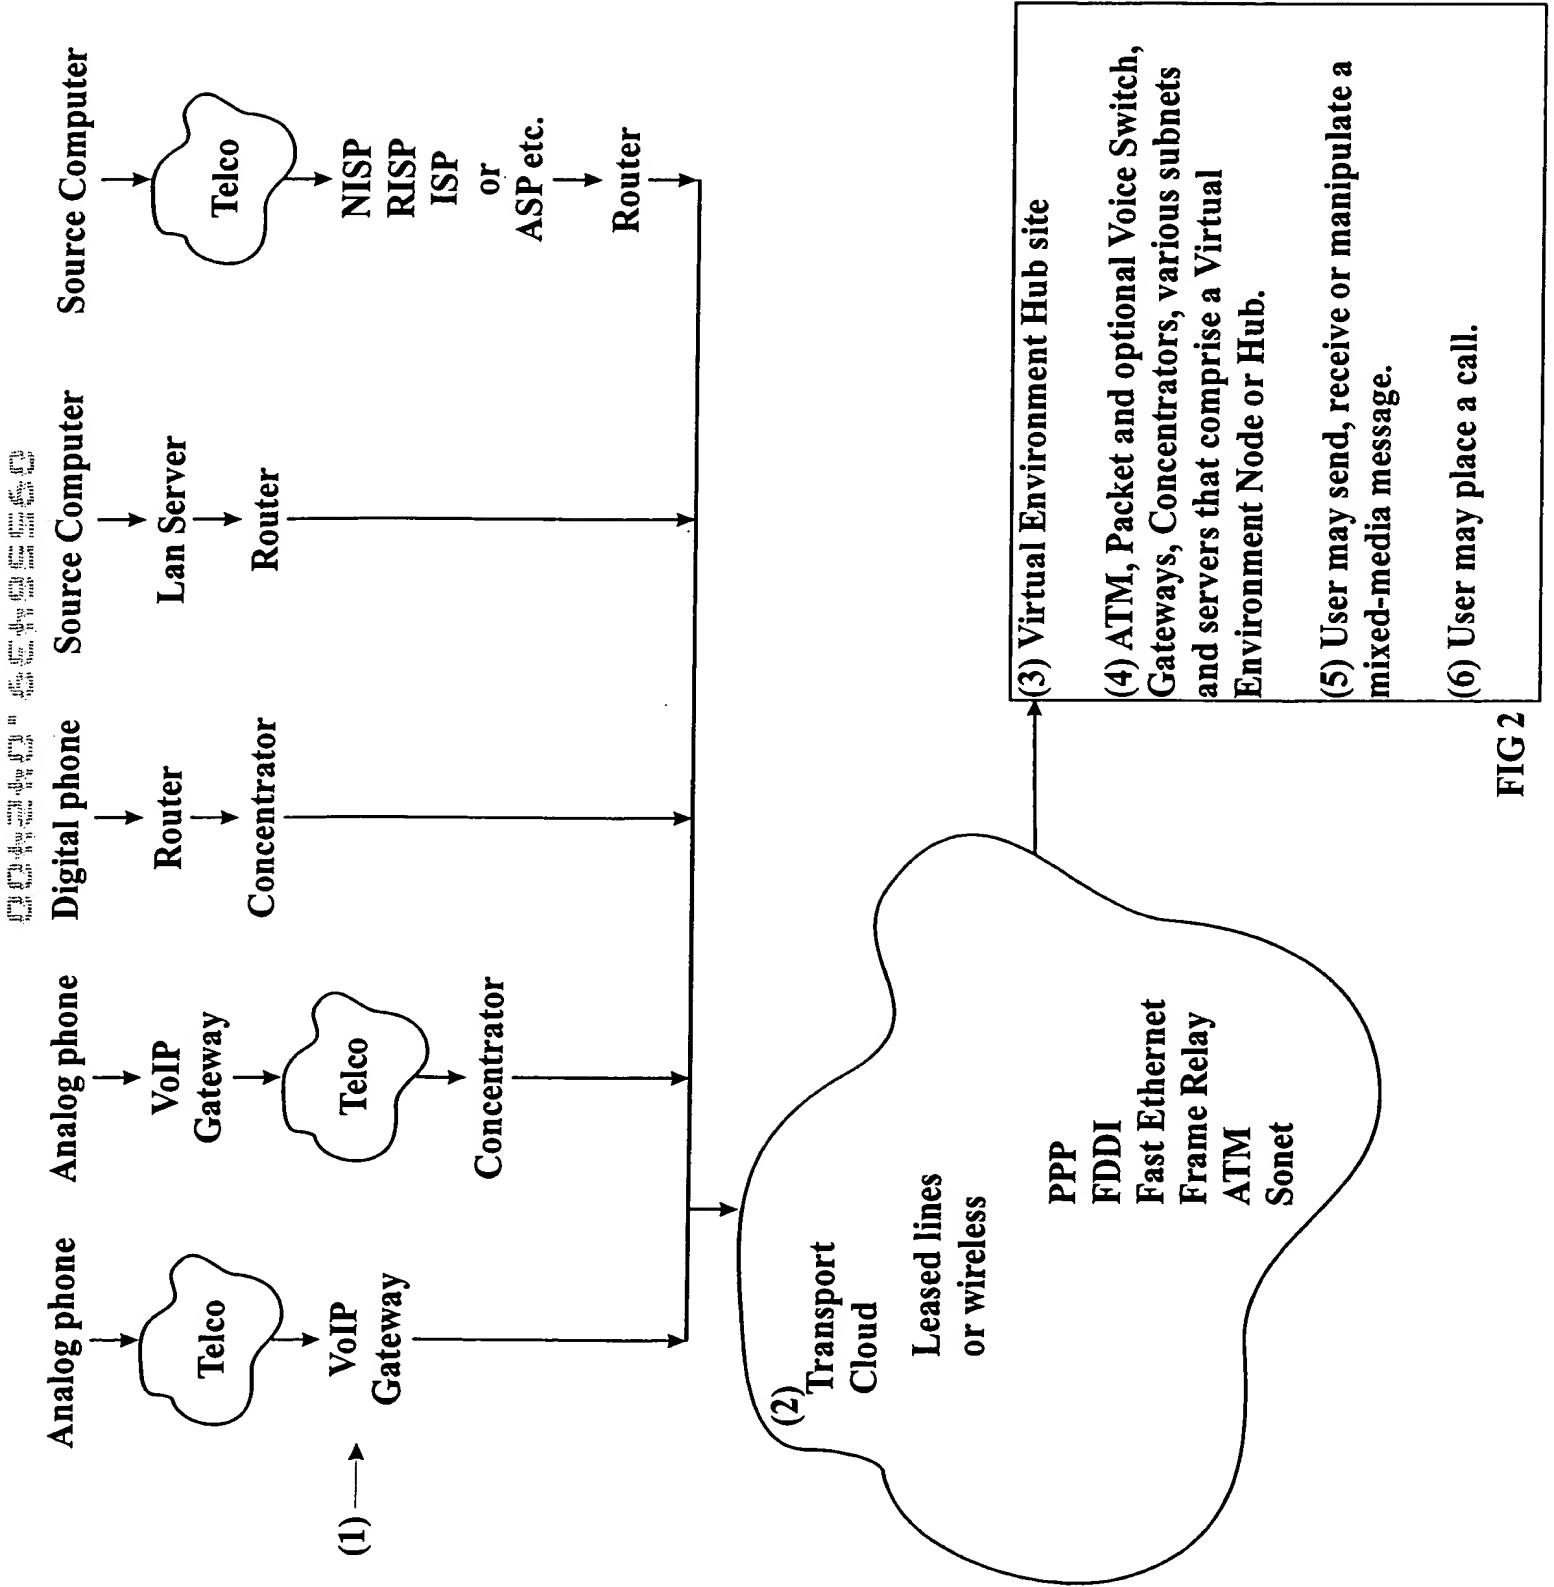 Analog phone
Telco
VoIP
Gateway
(1)
Analog phone
VoIP
Gateway
Telco
Concentrator
Digital phone
Router
Concentrator
Source Computer
Lan Server
Router
Source Computer
Telco
NISP
RISP
ISP
or
ASP etc.
Router
(2)
Transport
Cloud
Leased lines
or wireless
PPP
FDDI
Fast Ethernet
Frame Relay
ATM
Sonet
(3) Virtual Environment Hub site
(4) ATM, Packet and optional Voice Switch,
Gateways, Concentrators, various subnets
and servers that comprise a Virtual
Environment Node or Hub.
(5) User may send, receive or manipulate a
mixed-media message.
(6) User may place a call.
FIG 2